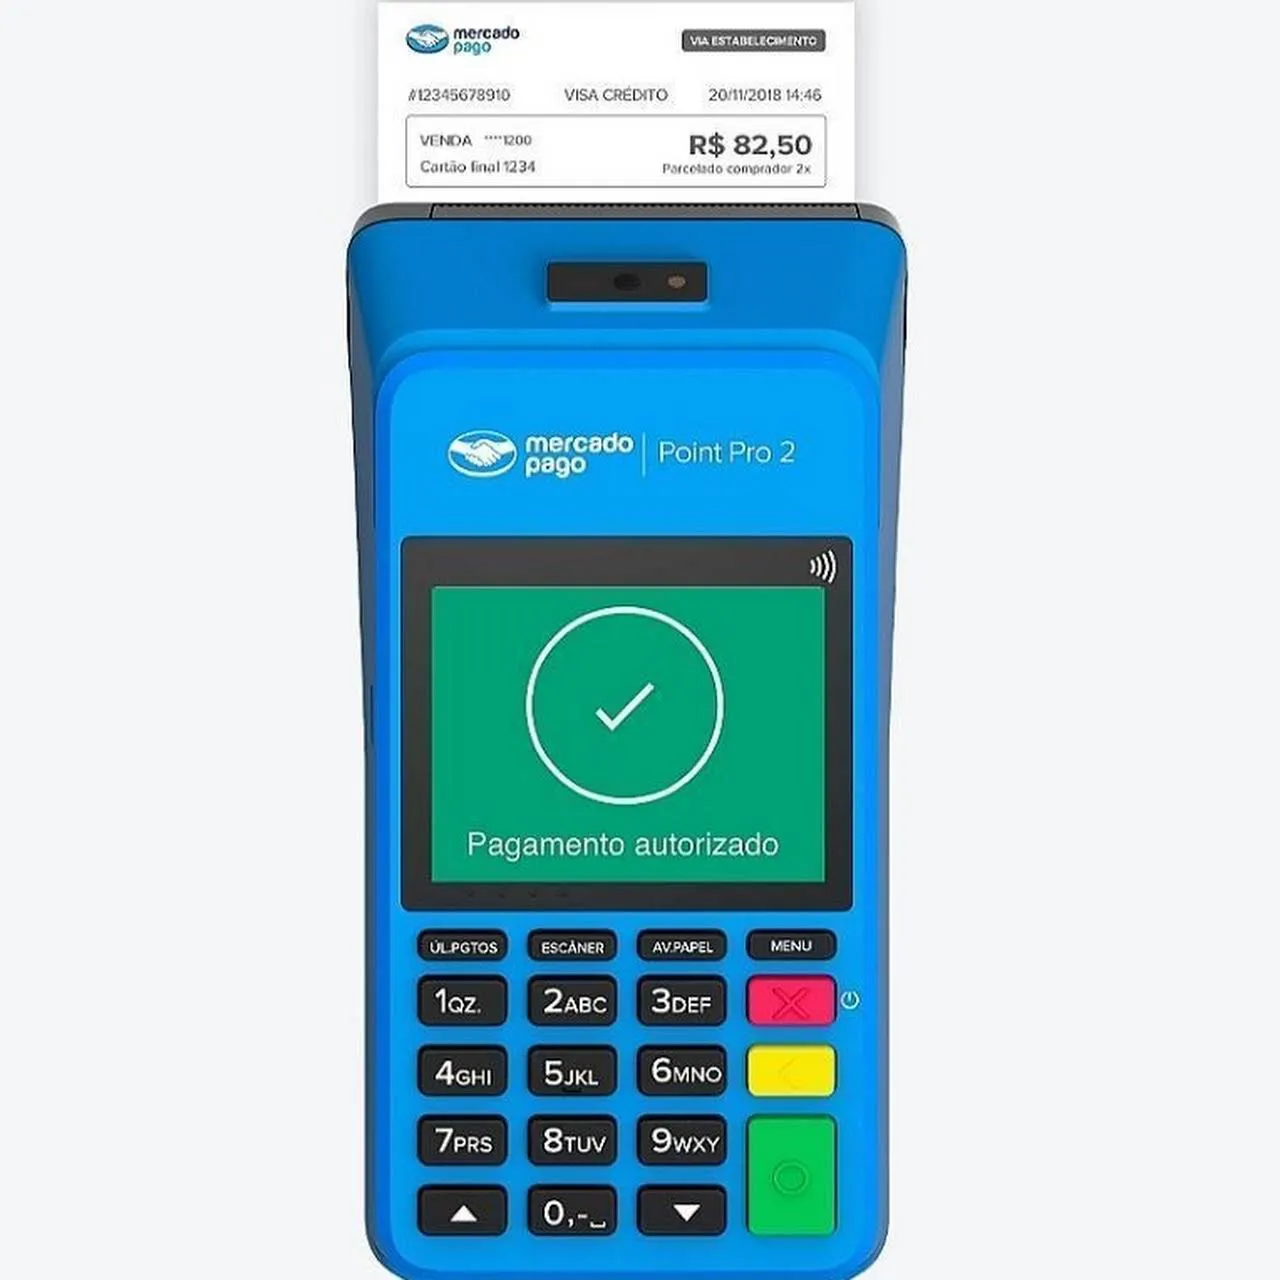 mercado
pago
VIA ESTABELECIMENTO
#12345678910 VISA CRÉDITO 20/11/2018 14:46
VENDA ****1200 R$ 82,50
Cartão final 1234 Parcelado comprador 2x
mercado
pago
Point Pro 2
Pagamento autorizado
ÚL.PGTOS ESCÂNER AV.PAPEL MENU
1QZ. 2ABC 3DEF
4GHI 5JKL 6MNO
7PRS 8TUV 9WXY
0,-⎵